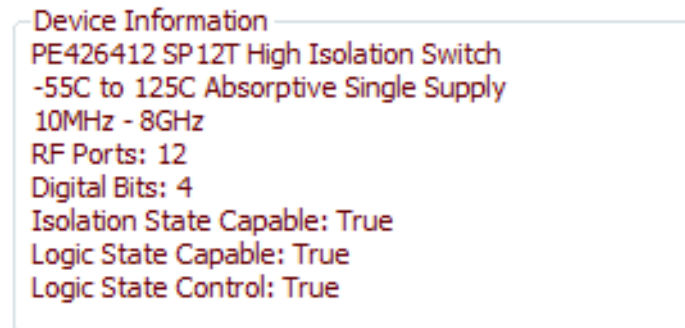 Device Information
PE426412 SP12T High Isolation Switch
-55C to 125C Absorptive Single Supply
10MHz - 8GHz
RF Ports: 12
Digital Bits: 4
Isolation State Capable: True
Logic State Capable: True
Logic State Control: True